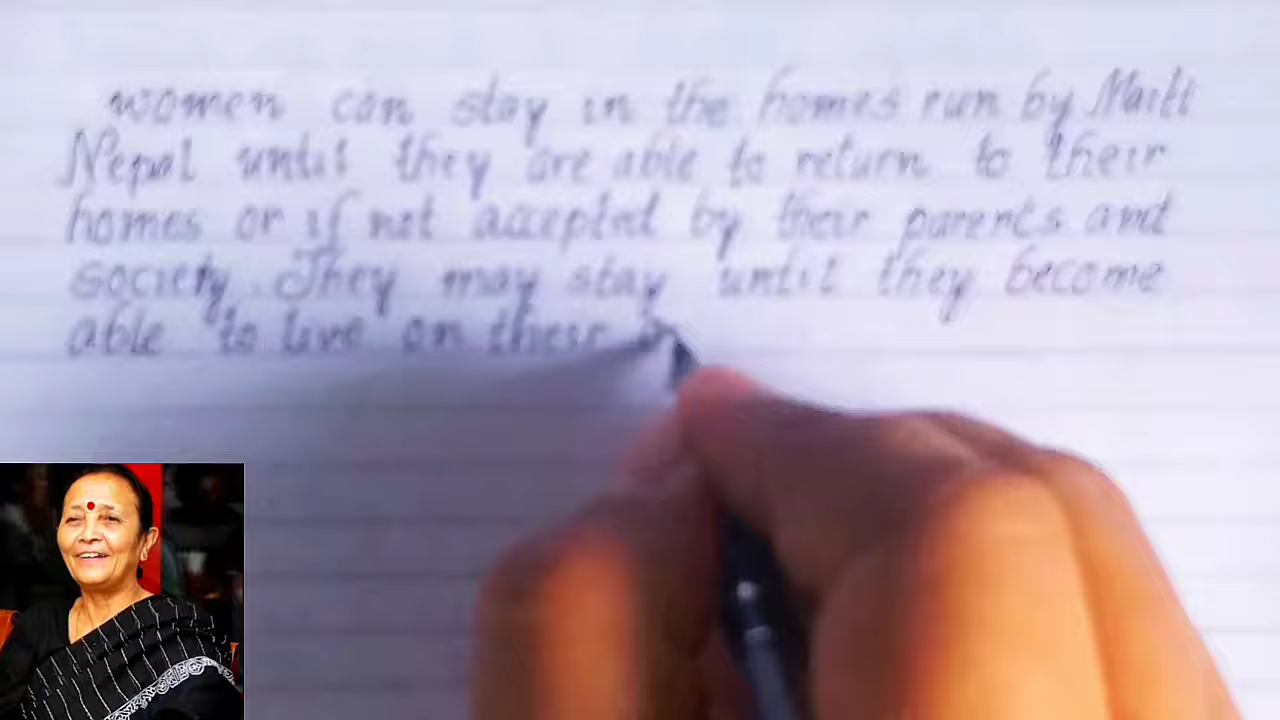 women can stay in the homes run by Maiti
Nepal until they are able to return to their
homes or if not accepted by their parents and
society. They may stay until they become
able to live on their